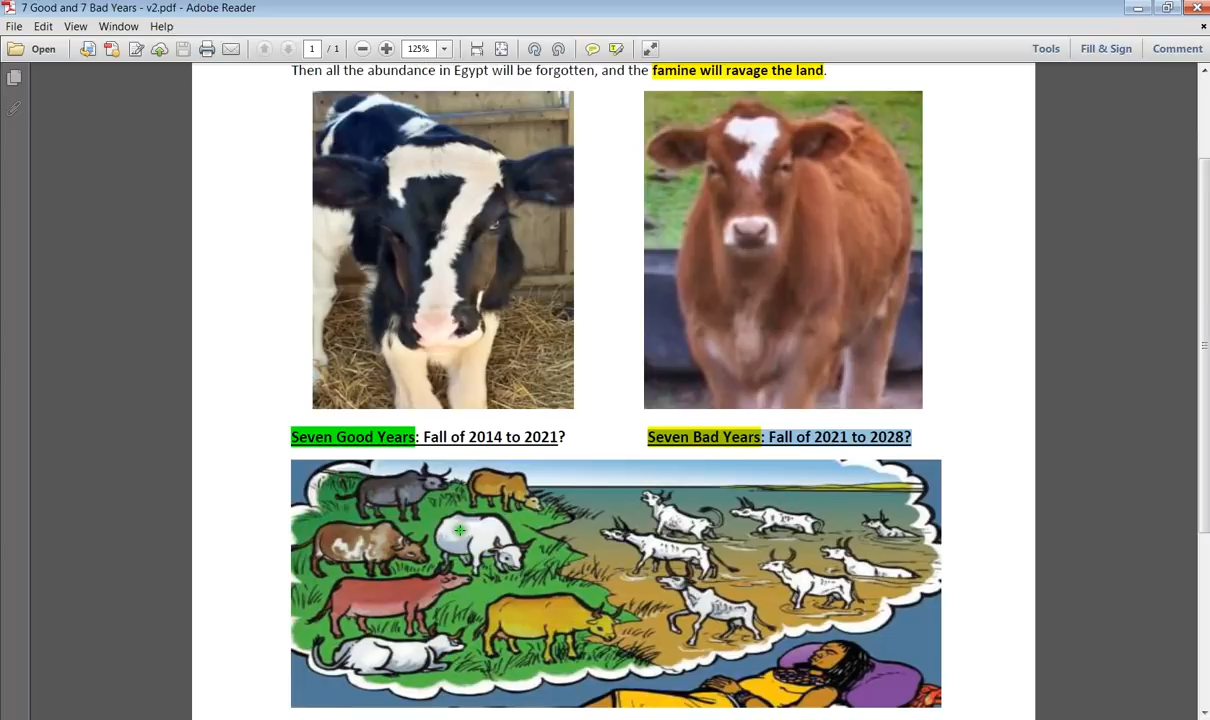 7 Good and 7 Bad Years - v2.pdf - Adobe Reader
File Edit View Window Help
Open 1 / 1 125% Tools Fill & Sign Comment
Then all the abundance in Egypt will be forgotten, and the famine will ravage the land.
Seven Good Years: Fall of 2014 to 2021? Seven Bad Years: Fall of 2021 to 2028?